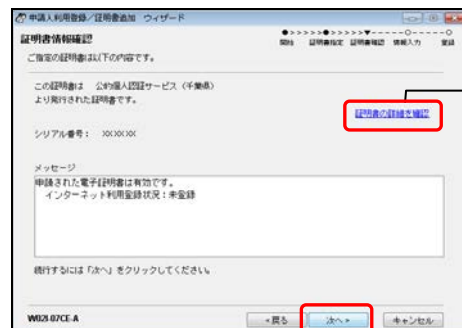 申請人利用登録／証明書追加 ウィザード
証明書情報確認
●>>>>>●>>>>>▼-----○-----○
開始 証明書指定 証明書確認 情報入力 登録
ご指定の証明書は以下の内容です。
この証明書は 公的個人認証サービス（千葉県）
より発行された証明書です。
証明書の詳細を確認
シリアル番号： XXXXXXX
メッセージ
申請された電子証明書は有効です。
インターネット利用登録状況：未登録
続行するには「次へ」をクリックしてください。
W02I-07CE-A
<戻る 次へ> キャンセル